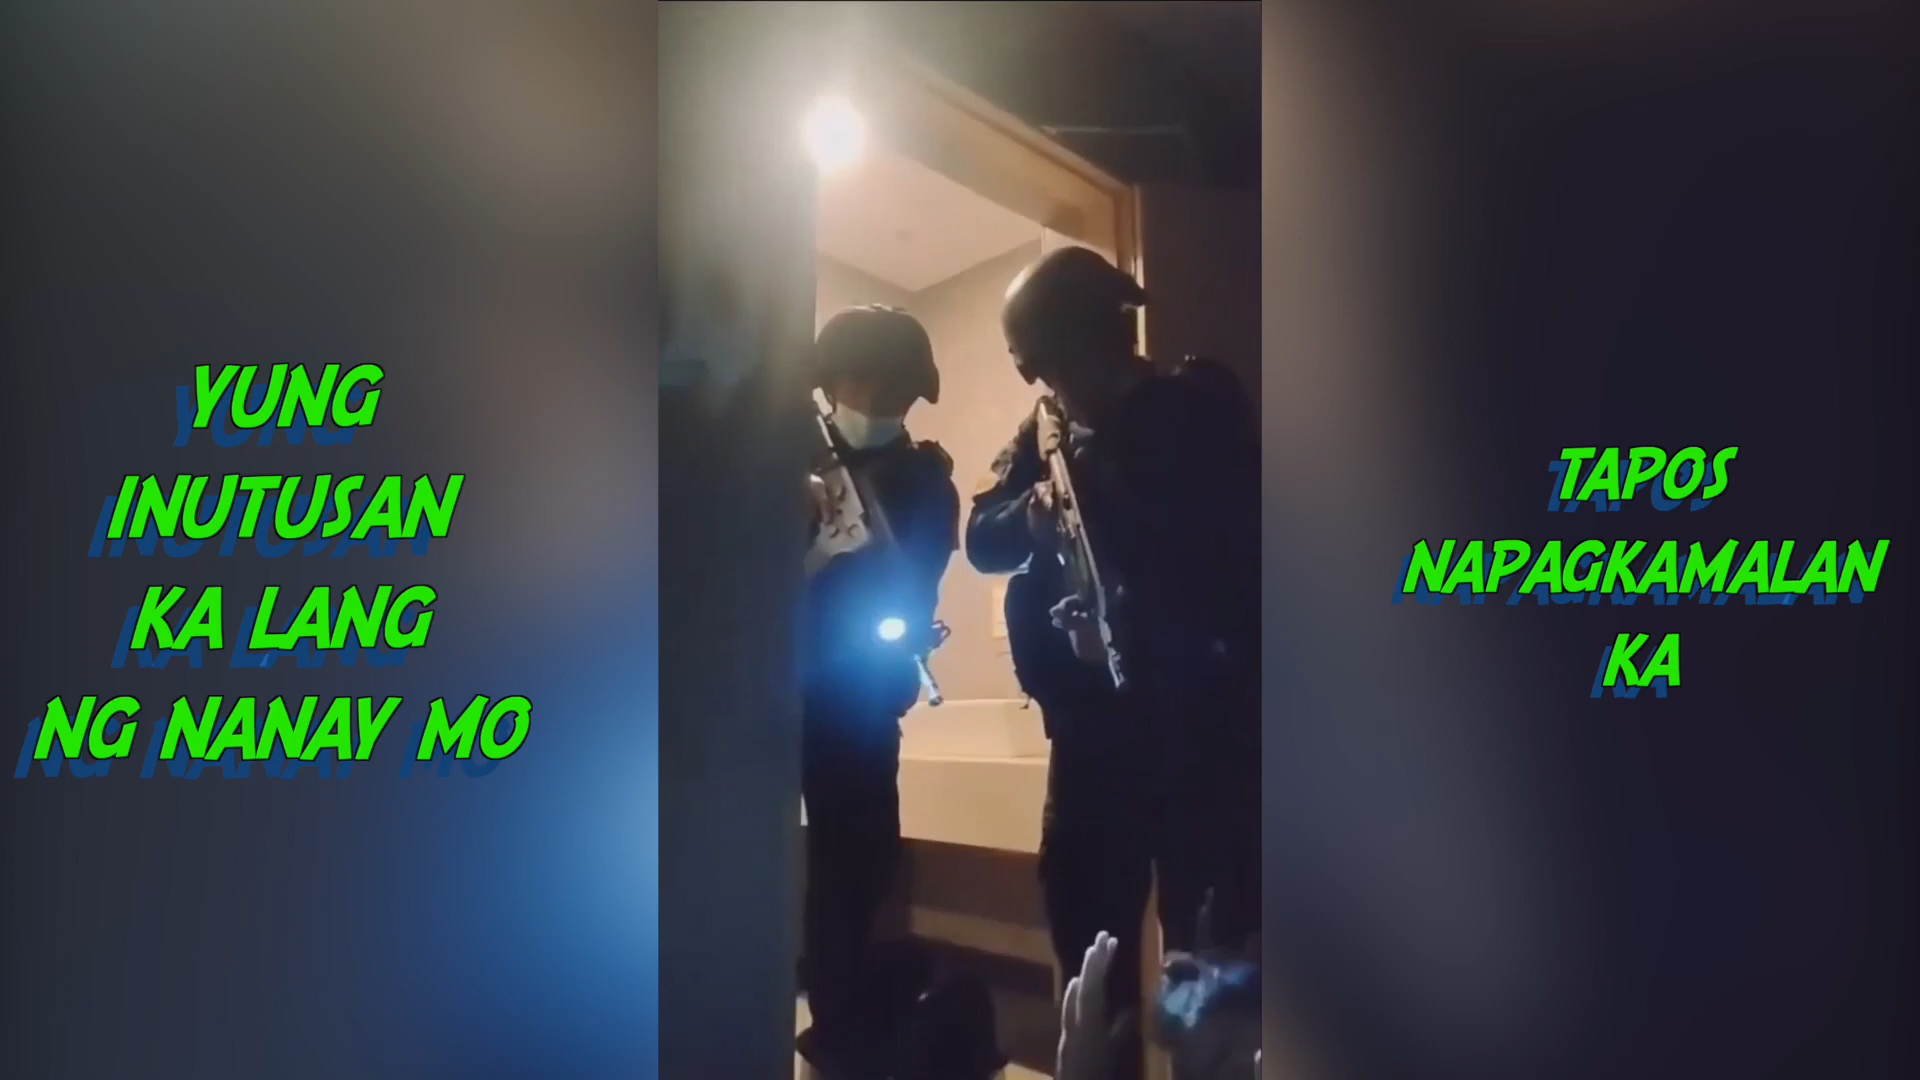 YUNG
INUTUSAN
KA LANG
NG NANAY MO
TAPOS
NAPAGKAMALAN
KA